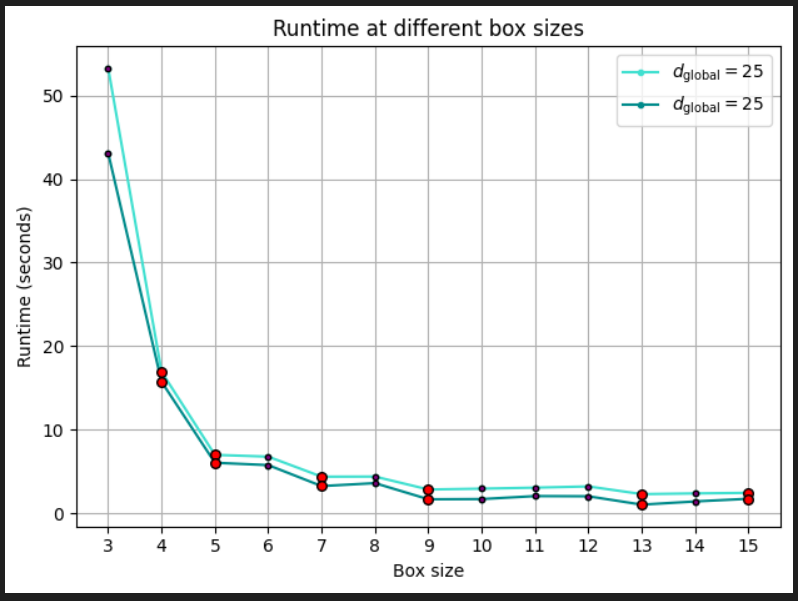 Runtime at different box sizes
d_global = 25
d_global = 25
50
40
30
20
10
0
Runtime (seconds)
3 4 5 6 7 8 9 10 11 12 13 14 15
Box size